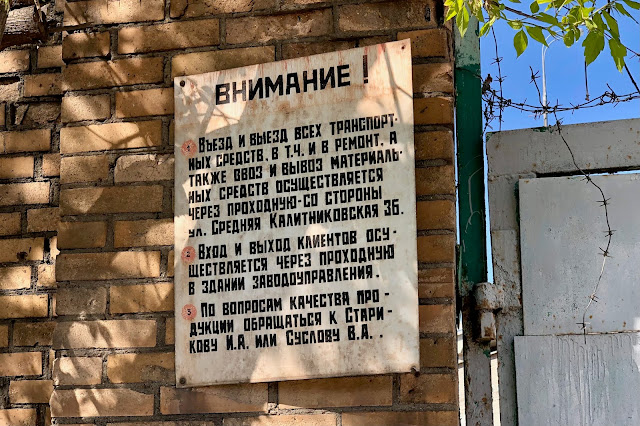 ВНИМАНИЕ!
1 Въезд и выезд всех транспорт-
ных средств, в т.ч. и в ремонт, а
также ввоз и вывоз материаль-
ных средств осуществляется
через проходную-со стороны
ул. Средняя Калитниковская 3б.
2 Вход и выход клиентов осу-
ществляется через проходную
в здании заводоуправления.
3 По вопросам качества про-
дукции обращаться к Стари-
кову И.А. или Суслову В.А.